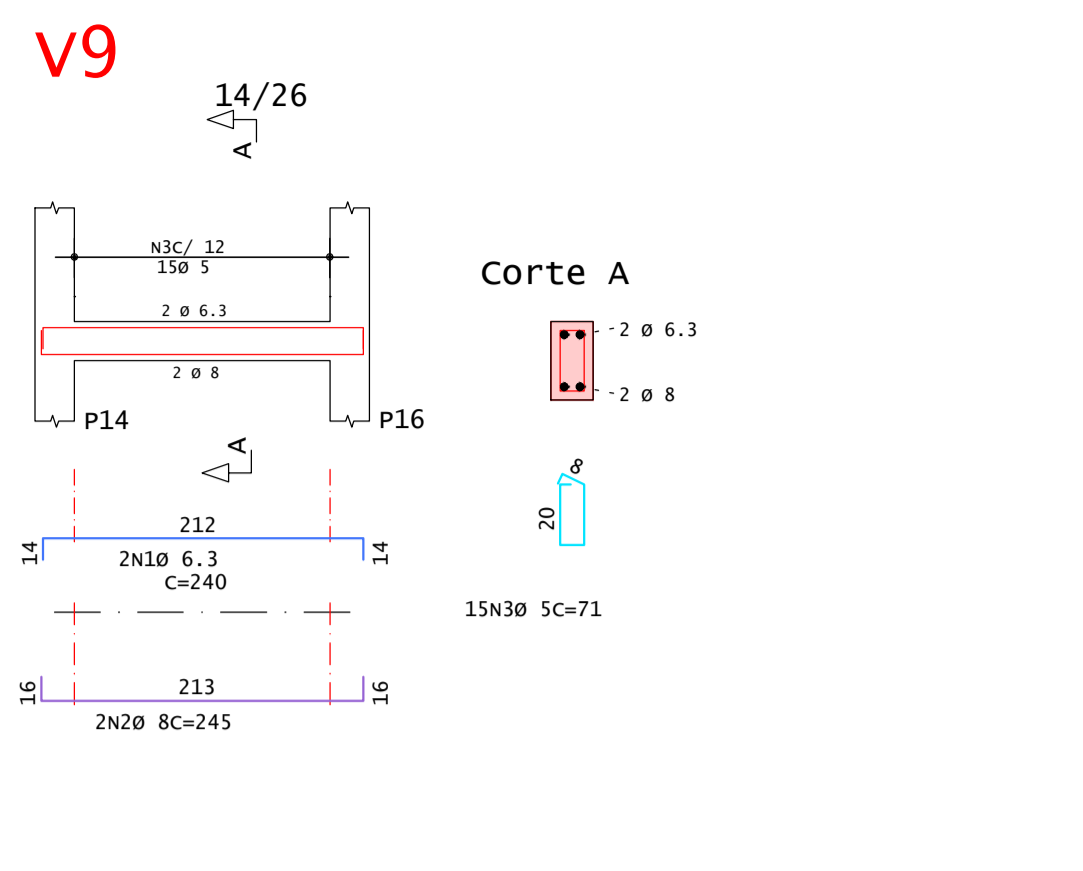 V9
14/26
A
N3C/ 12
15Ø 5
2 Ø 6.3
2 Ø 8
P14
P16
A
Corte A
2 Ø 6.3
2 Ø 8
8
20
15N3Ø 5C=71
212
14
14
2N1Ø 6.3
C=240
213
16
16
2N2Ø 8C=245